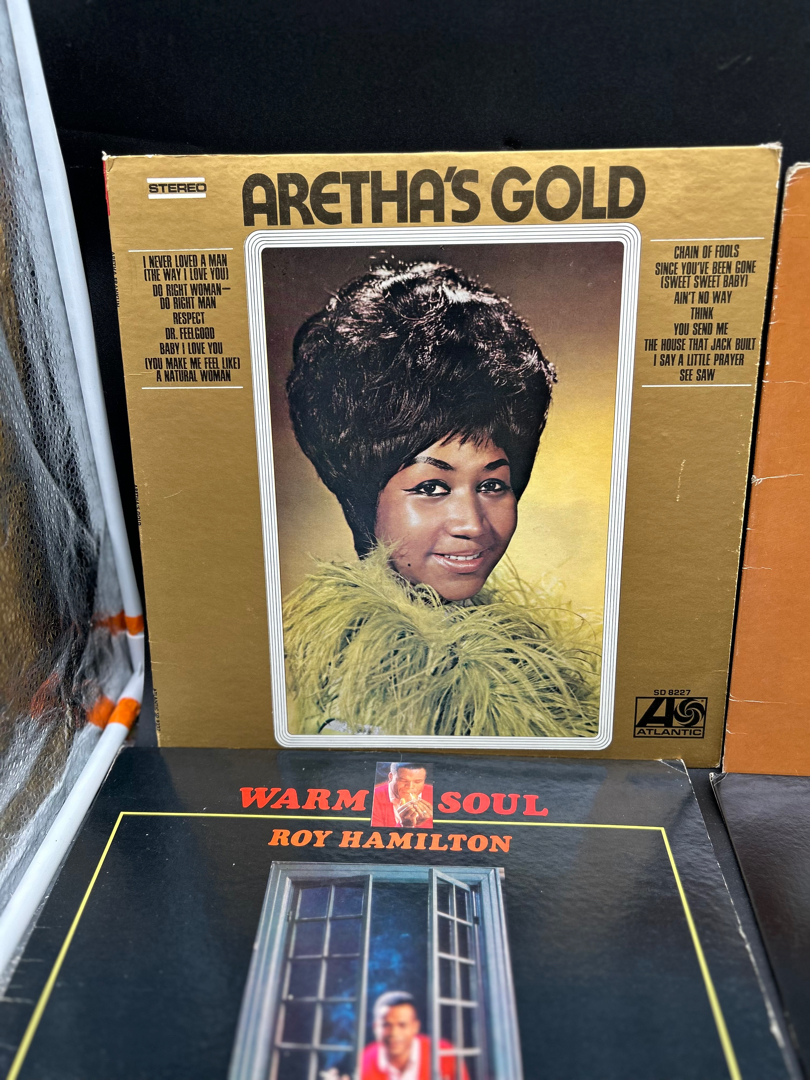 STEREO
ARETHA'S GOLD
I NEVER LOVED A MAN
(THE WAY I LOVE YOU)
DO RIGHT WOMAN—
DO RIGHT MAN
RESPECT
DR. FEELGOOD
BABY I LOVE YOU
(YOU MAKE ME FEEL LIKE)
A NATURAL WOMAN
CHAIN OF FOOLS
SINCE YOU'VE BEEN GONE
(SWEET SWEET BABY)
AIN'T NO WAY
THINK
YOU SEND ME
THE HOUSE THAT JACK BUILT
I SAY A LITTLE PRAYER
SEE SAW
SD 8227
ATLANTIC
WARM SOUL
ROY HAMILTON